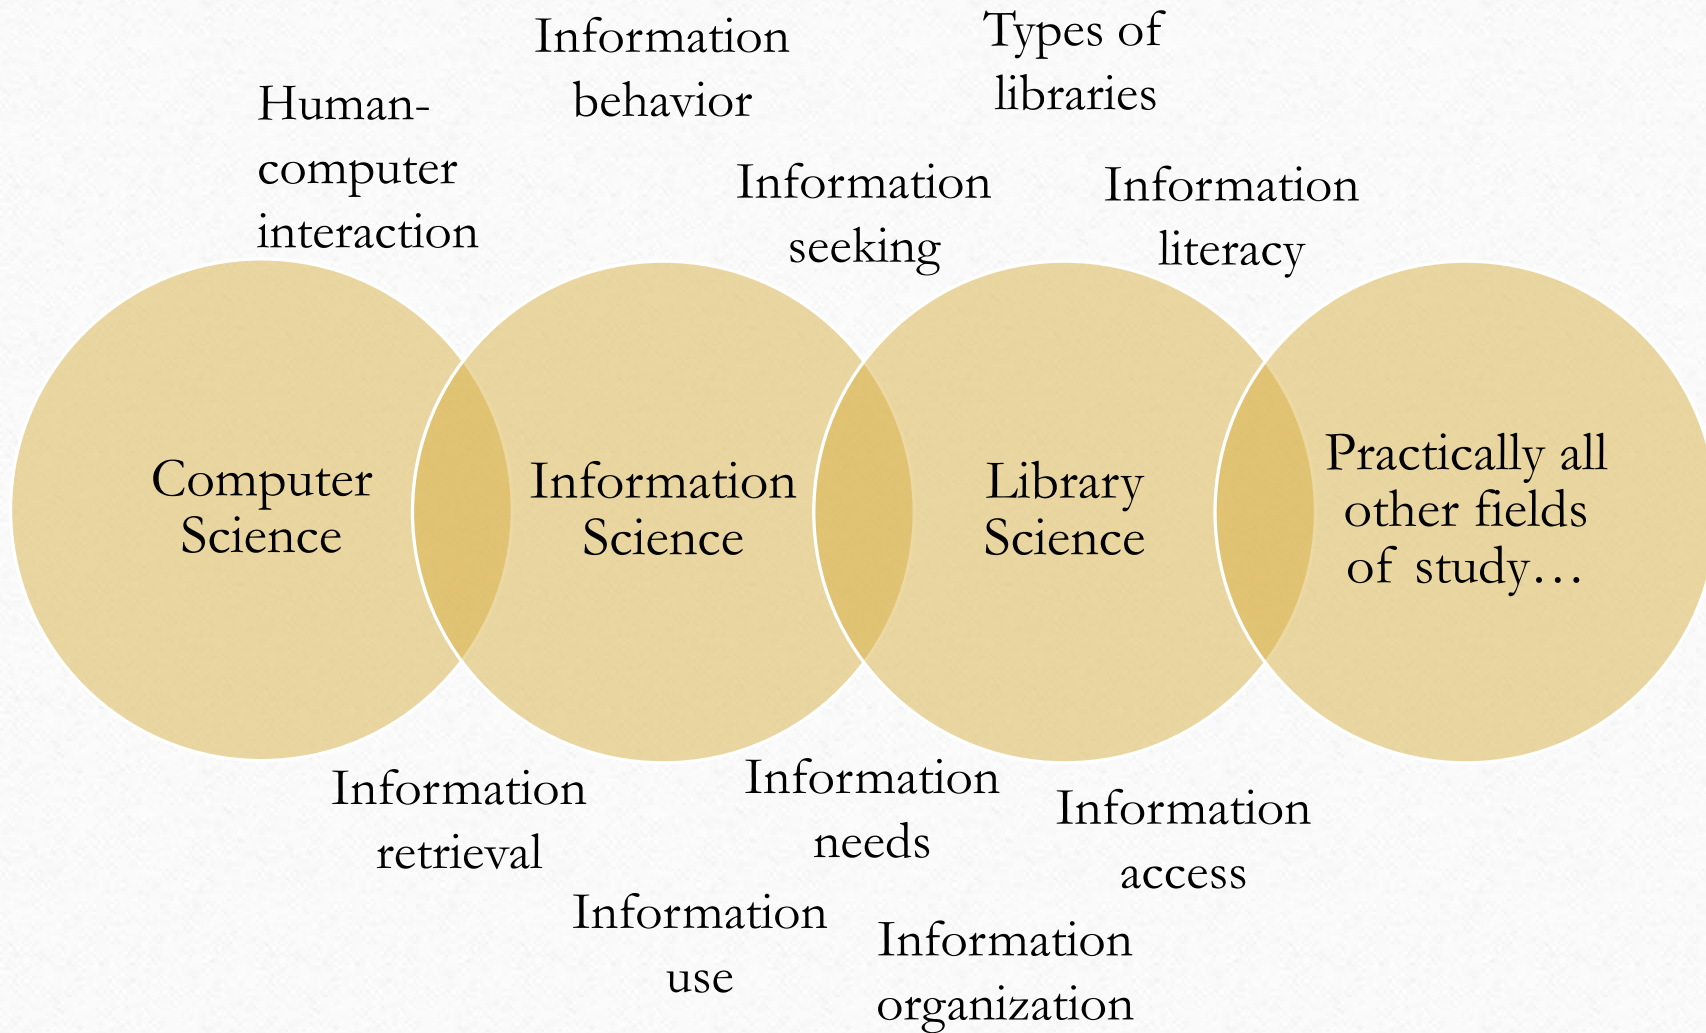 Information
behavior
Types of
libraries
Human-
computer
interaction
Information
seeking
Information
literacy
Computer
Science
Information
Science
Library
Science
Practically all
other fields
of study…
Information
retrieval
Information
needs
Information
access
Information
use
Information
organization